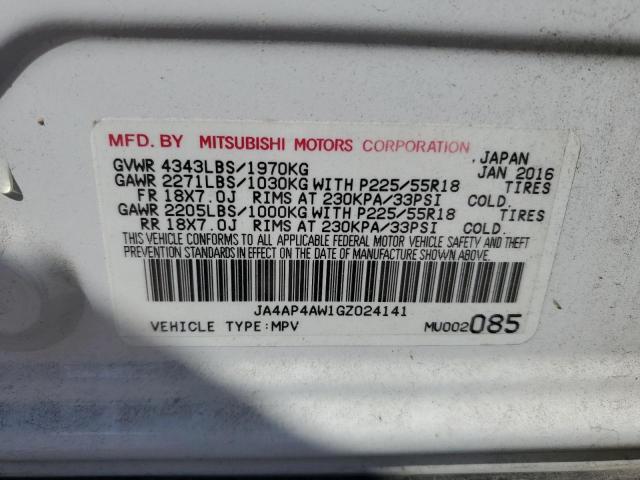 MFD. BY MITSUBISHI MOTORS CORPORATION . JAPAN
GVWR 4343LBS/1970KG JAN 2016
GAWR 2271LBS/1030KG WITH P225/55R18 TIRES
FR 18X7.0J RIMS AT 230KPA/33PSI COLD.
GAWR 2205LBS/1000KG WITH P225/55R18 TIRES
RR 18X7.0J RIMS AT 230KPA/33PSI COLD.
THIS VEHICLE CONFORMS TO ALL APPLICABLE FEDERAL MOTOR VEHICLE SAFETY AND THEFT
PREVENTION STANDARDS IN EFFECT ON THE DATE OF MANUFACTURE SHOWN ABOVE.
JA4AP4AW1GZ024141
VEHICLE TYPE:MPV MU002085